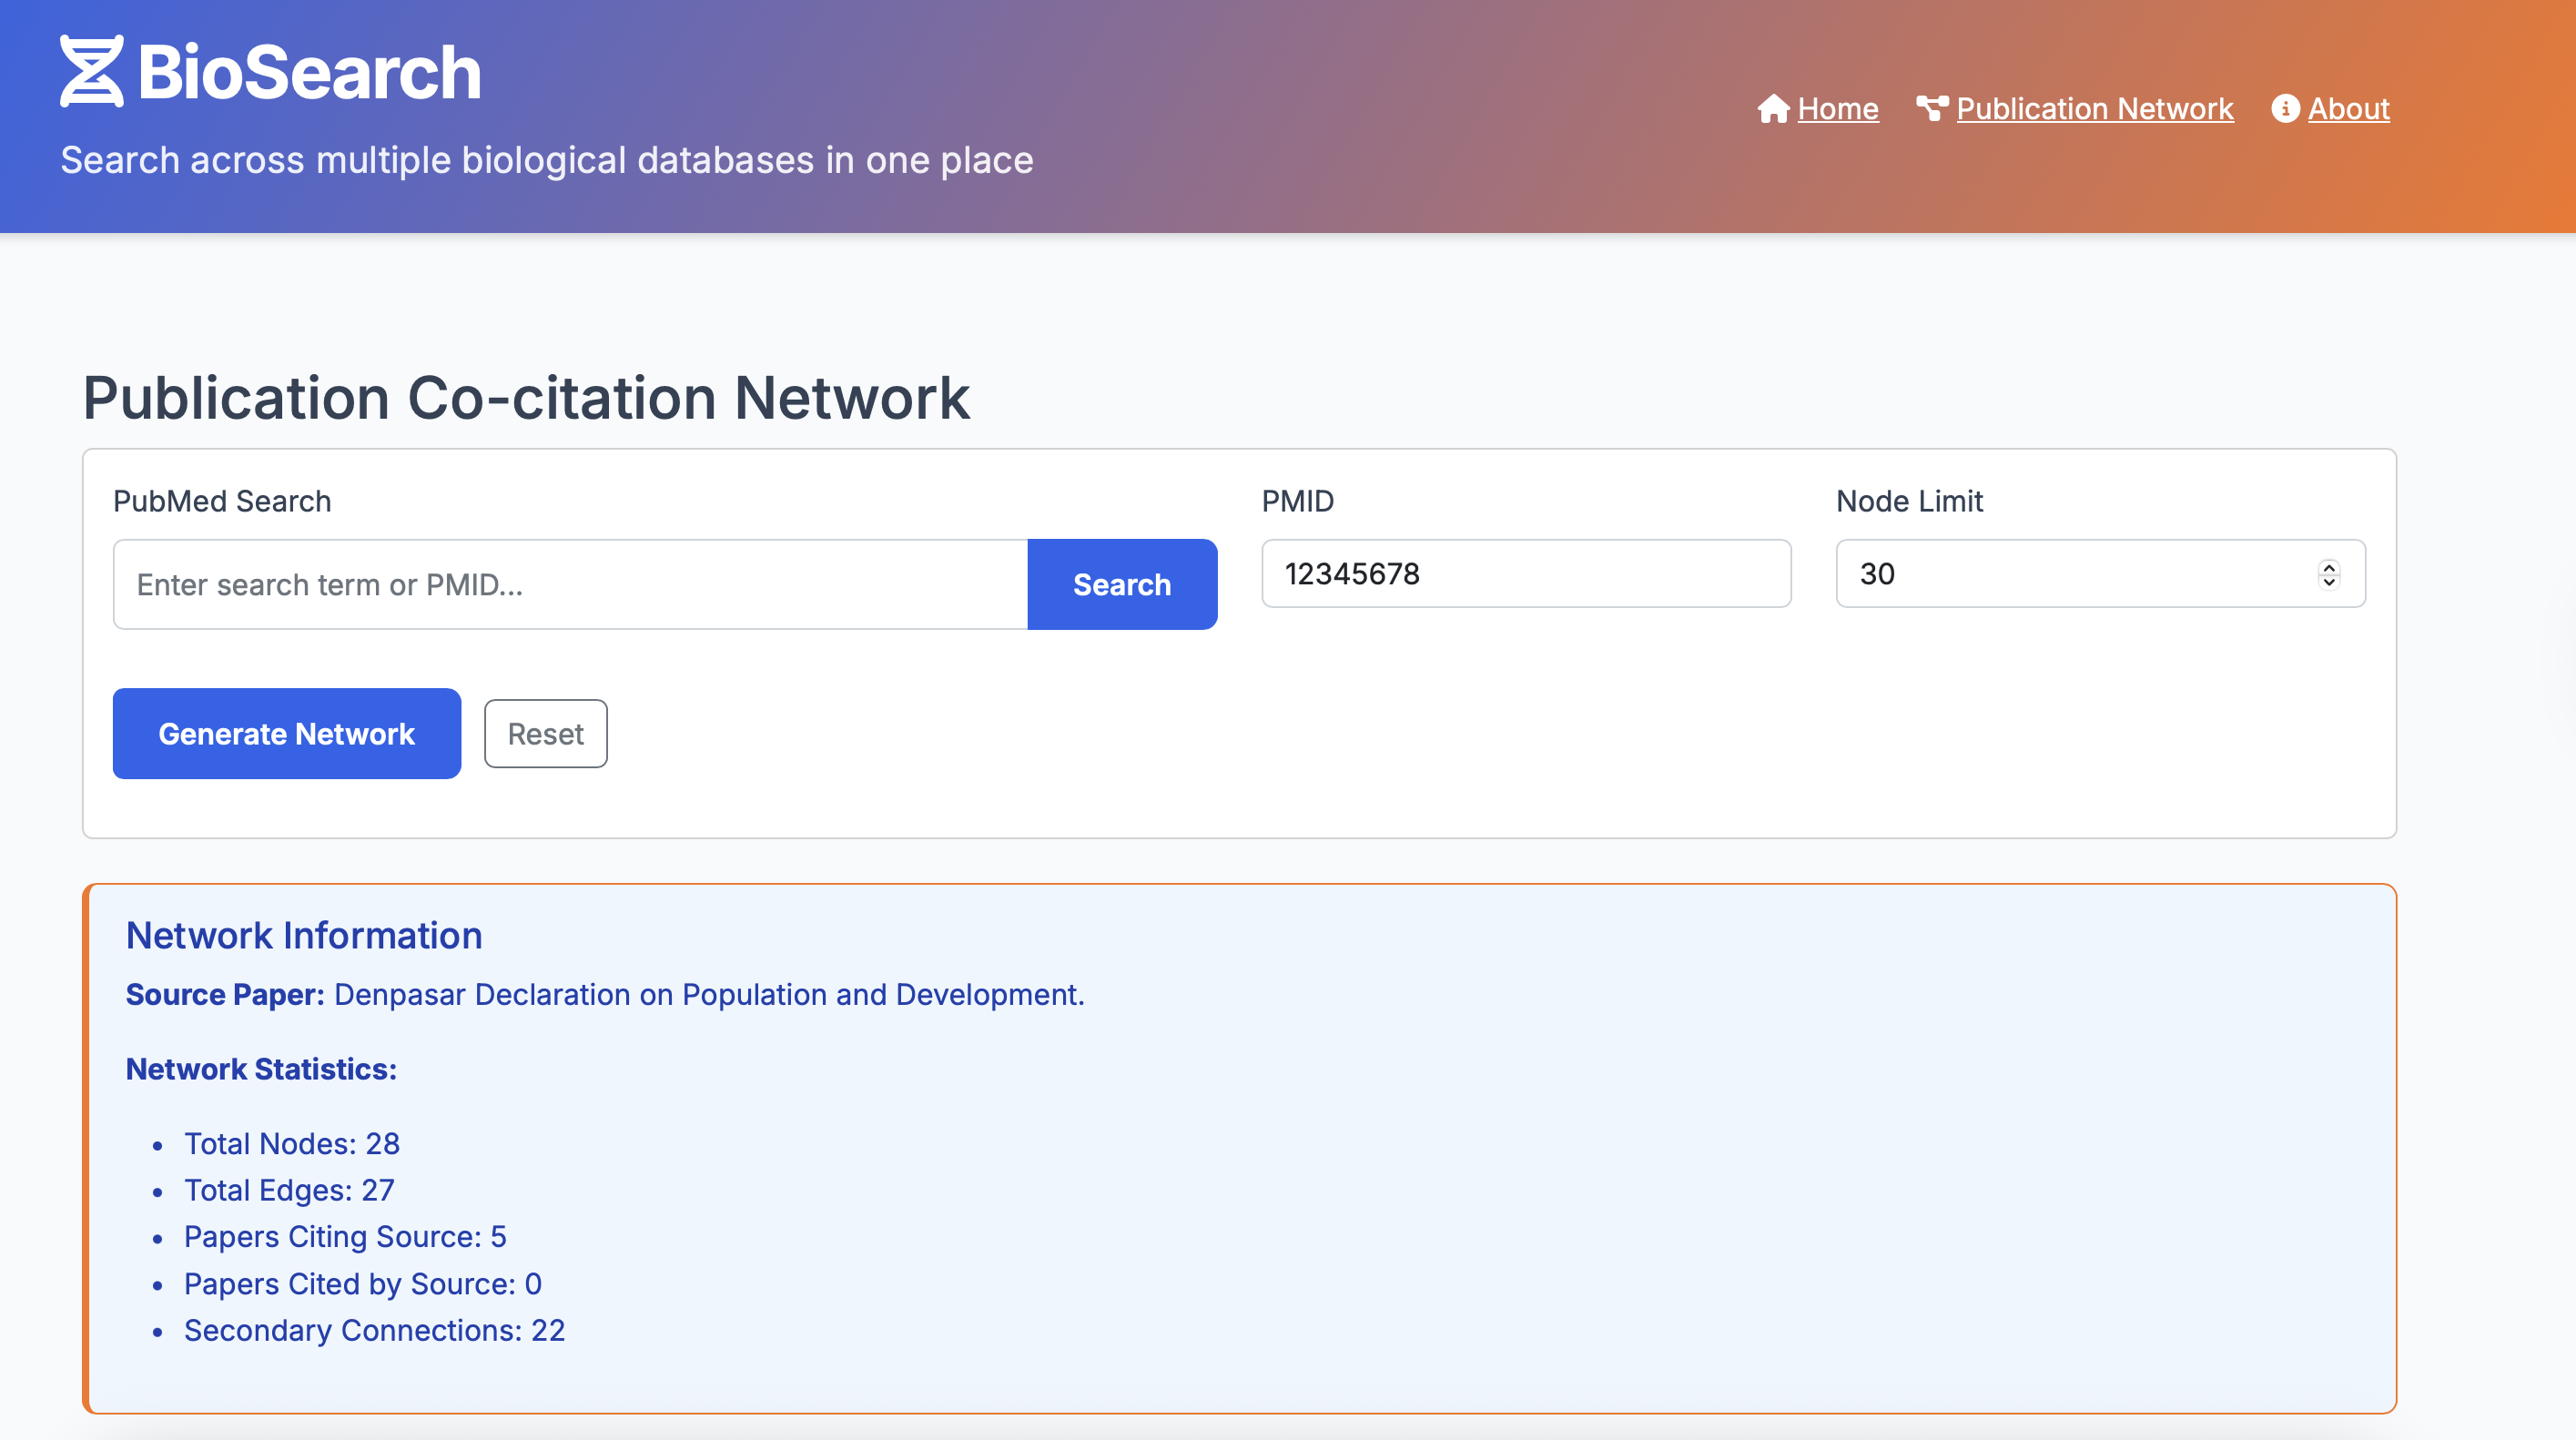 BioSearch
Search across multiple biological databases in one place
Home Publication Network About
Publication Co-citation Network
PubMed Search PMID Node Limit
Enter search term or PMID... Search 12345678 30
Generate Network Reset
Network Information
Source Paper: Denpasar Declaration on Population and Development.
Network Statistics:
• Total Nodes: 28
• Total Edges: 27
• Papers Citing Source: 5
• Papers Cited by Source: 0
• Secondary Connections: 22